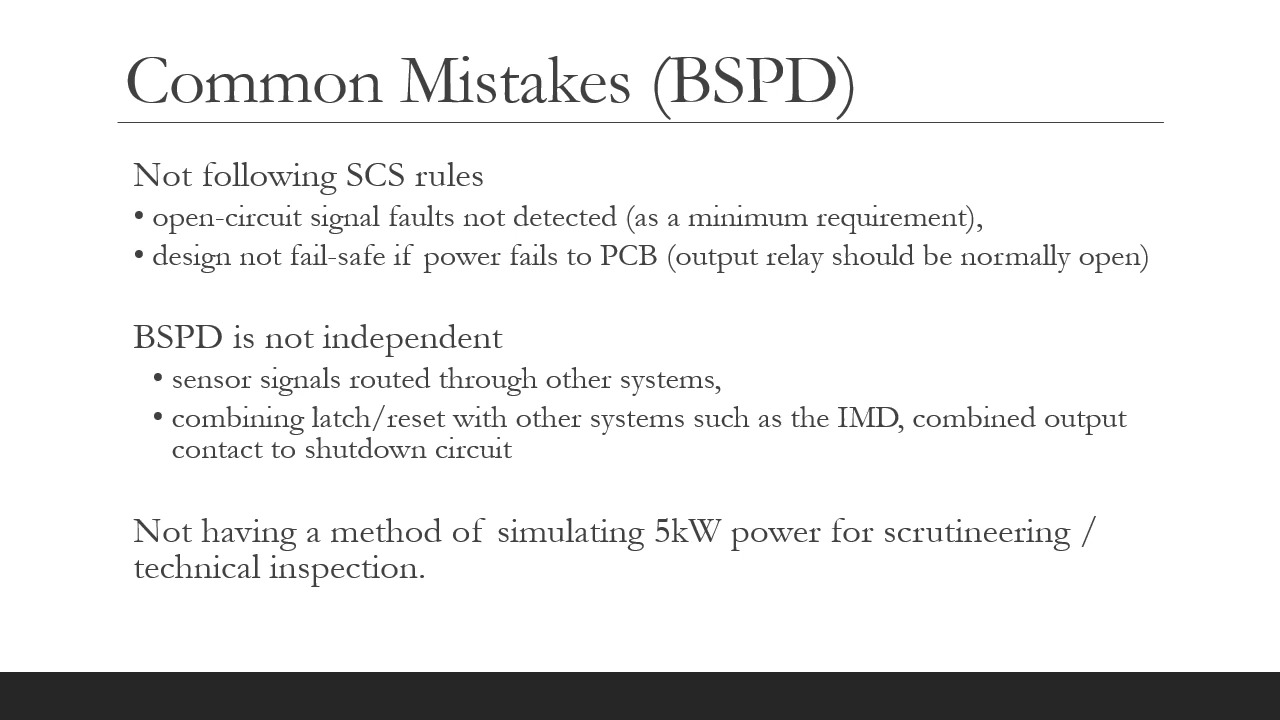 Common Mistakes (BSPD)
Not following SCS rules
• open-circuit signal faults not detected (as a minimum requirement),
• design not fail-safe if power fails to PCB (output relay should be normally open)
BSPD is not independent
• sensor signals routed through other systems,
• combining latch/reset with other systems such as the IMD, combined output
contact to shutdown circuit
Not having a method of simulating 5kW power for scrutineering /
technical inspection.